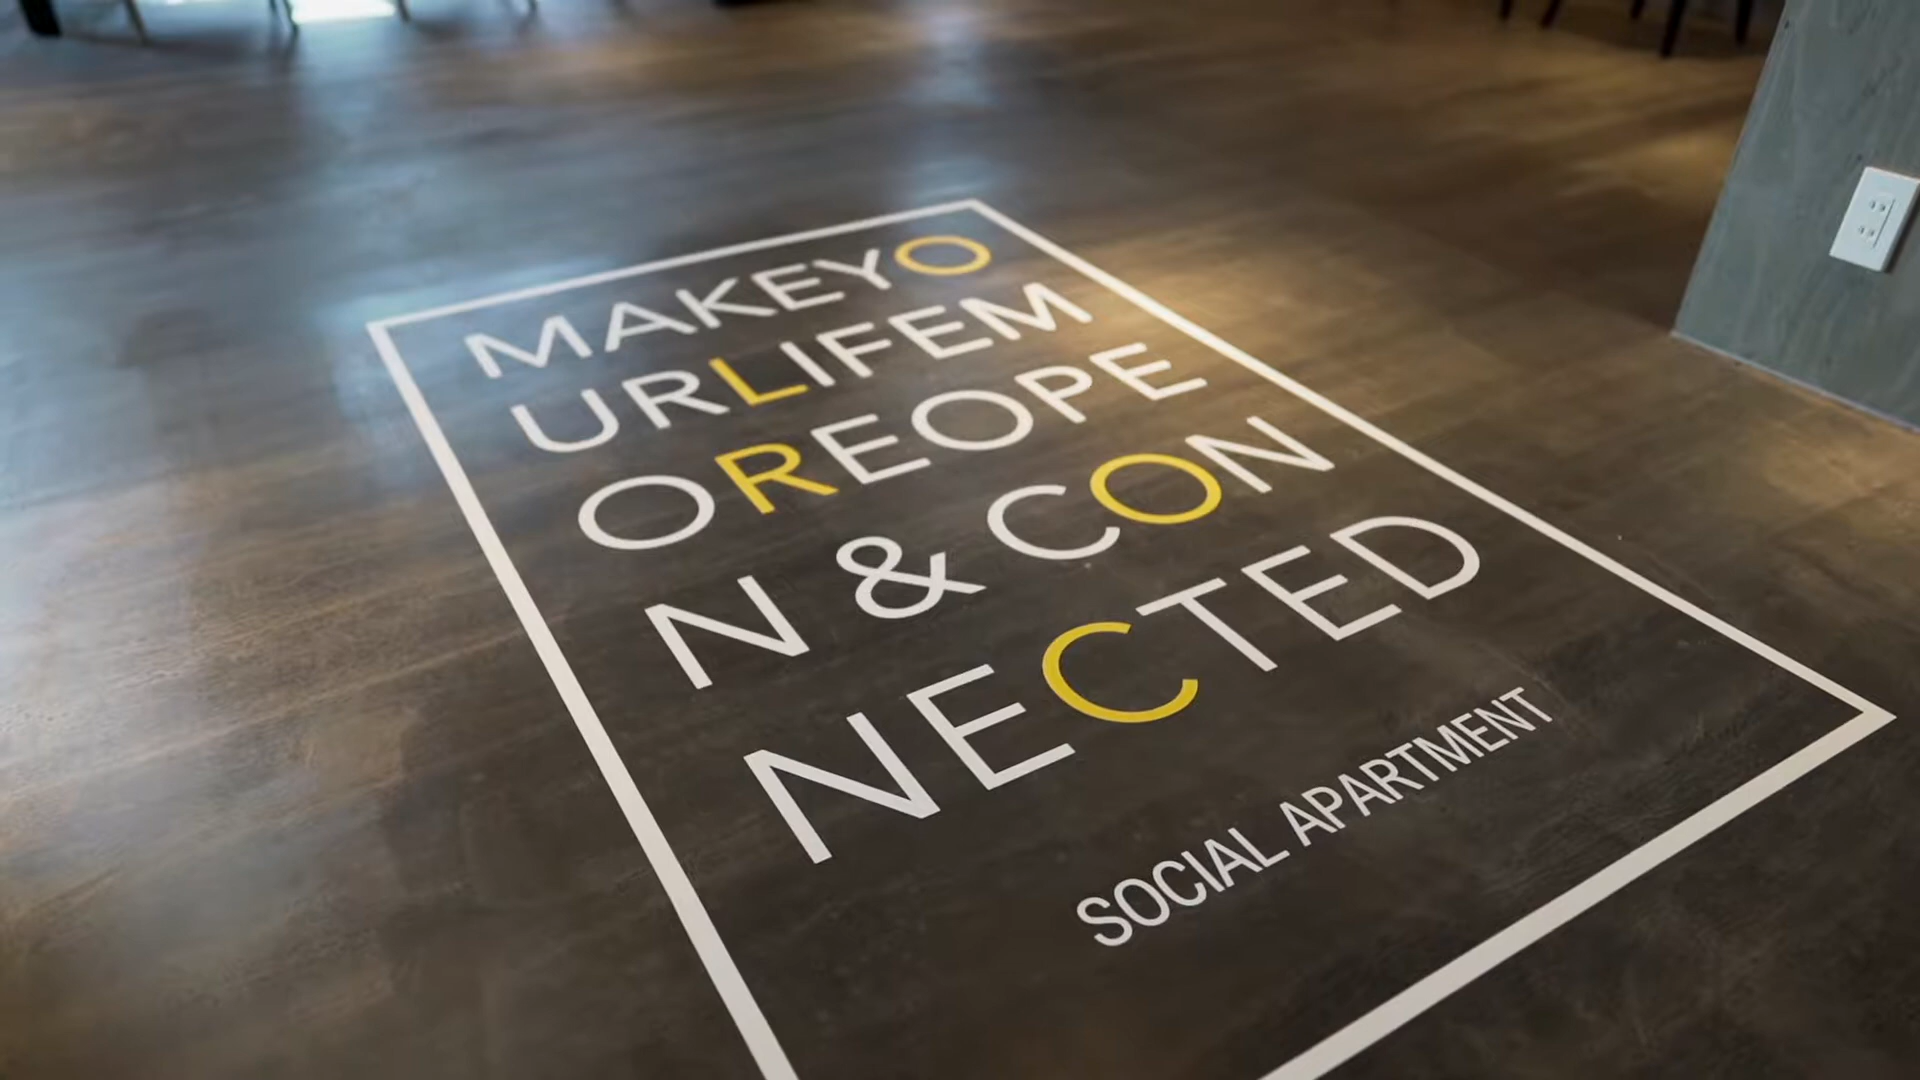 MAKEYO
URLIFEM
OREOPE
N & CON
NECTED
SOCIAL APARTMENT